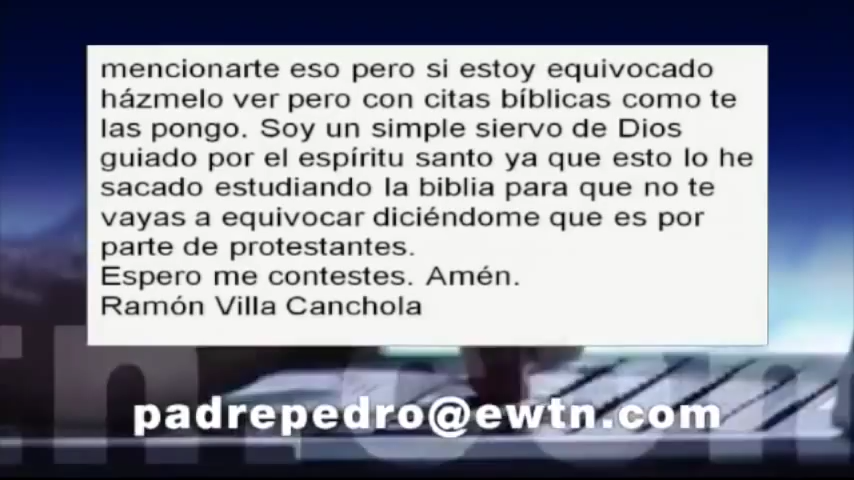 mencionarte eso pero si estoy equivocado
házmelo ver pero con citas bíblicas como te
las pongo. Soy un simple siervo de Dios
guiado por el espíritu santo ya que esto lo he
sacado estudiando la biblia para que no te
vayas a equivocar diciéndome que es por
parte de protestantes.
Espero me contestes. Amén.
Ramón Villa Canchola
tn.com
padrepedro@ewtn.com